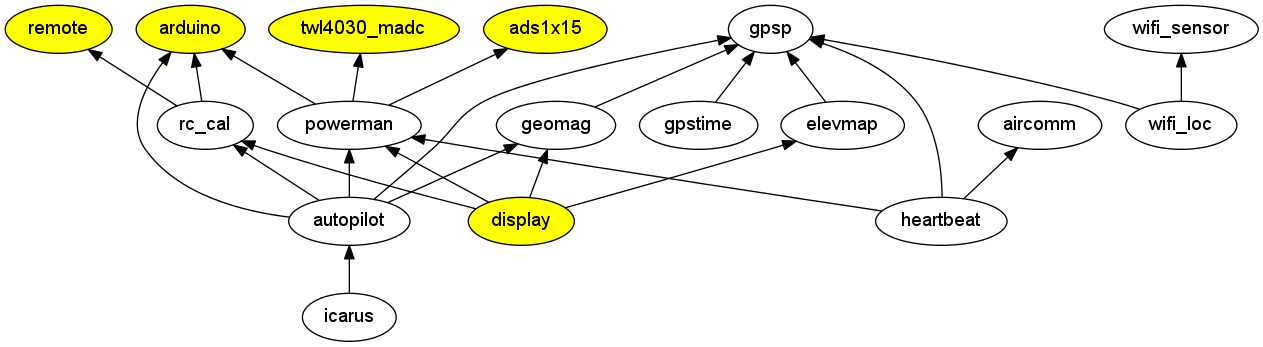 remote
arduino
twl4030_madc
ads1x15
gpsp
wifi_sensor
rc_cal
powerman
geomag
gpstime
elevmap
aircomm
wifi_loc
autopilot
display
heartbeat
icarus